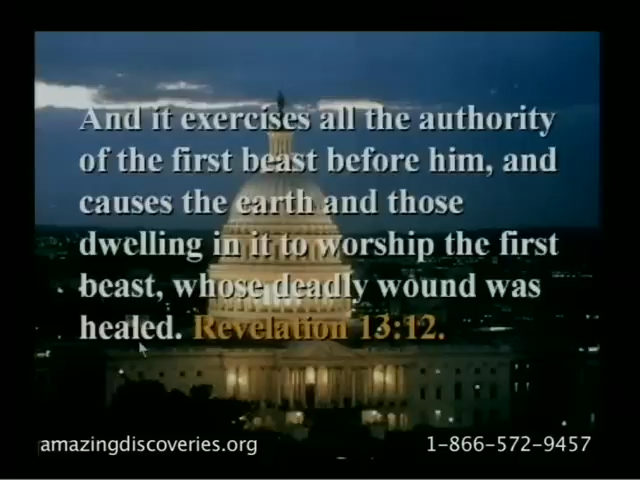 And it exercises all the authority
of the first beast before him, and
causes the earth and those
dwelling in it to worship the first
beast, whose deadly wound was
healed. Revelation 13:12.
amazingdiscoveries.org 1-866-572-9457